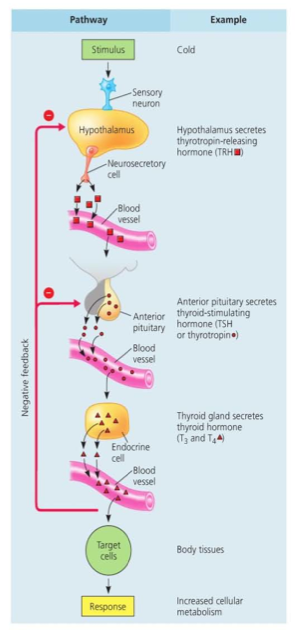 Pathway
Example
Stimulus
Cold
Sensory
neuron
Hypothalamus
Hypothalamus secretes
thyrotropin-releasing
hormone (TRH■)
Neurosecretory
cell
Blood
vessel
Anterior pituitary secretes
thyroid-stimulating
hormone (TSH
or thyrotropin●)
Anterior
pituitary
Blood
vessel
Negative feedback
Thyroid gland secretes
thyroid hormone
(T₃ and T₄▲)
Endocrine
cell
Blood
vessel
Target
cells
Body tissues
Response
Increased cellular
metabolism